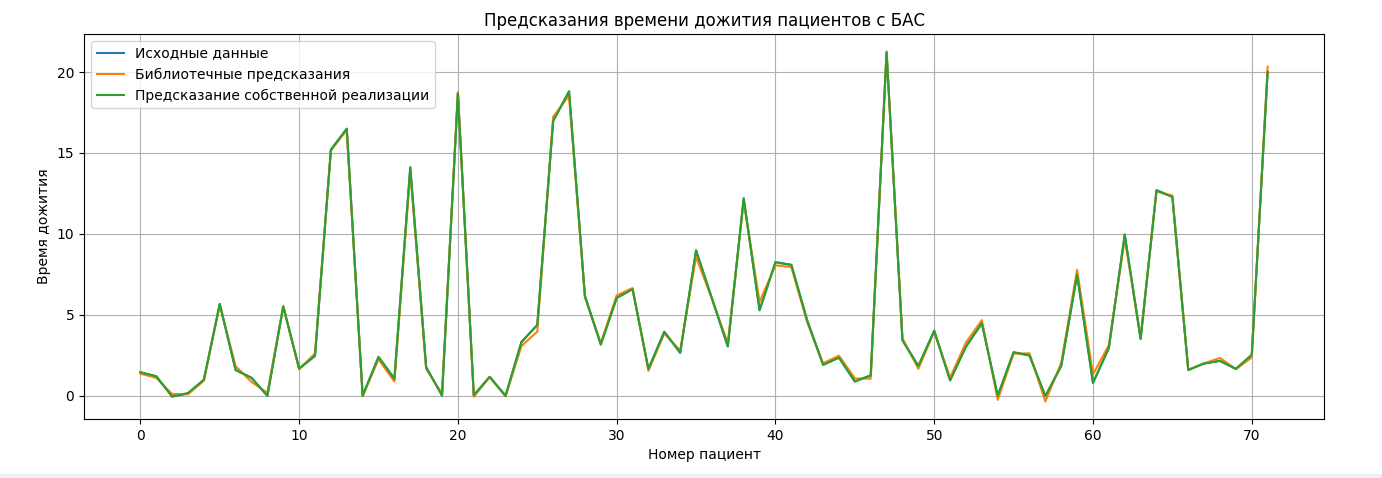 Предсказания времени дожития пациентов с БАС
Исходные данные
Библиотечные предсказания
Предсказание собственной реализации
Время дожития
20
15
10
5
0
0 10 20 30 40 50 60 70
Номер пациент